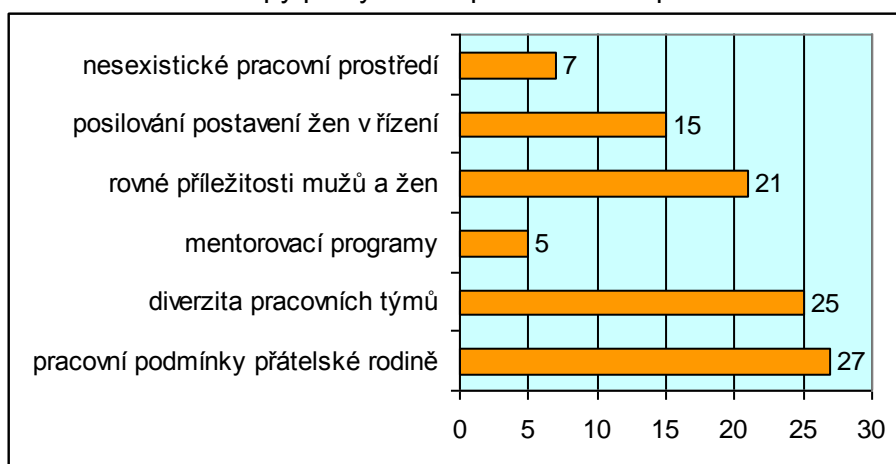 nesexistické pracovní prostředí 7
posilování postavení žen v řízení 15
rovné příležitosti mužů a žen 21
mentorovací programy 5
diverzita pracovních týmů 25
pracovní podmínky přátelské rodině 27
0 5 10 15 20 25 30